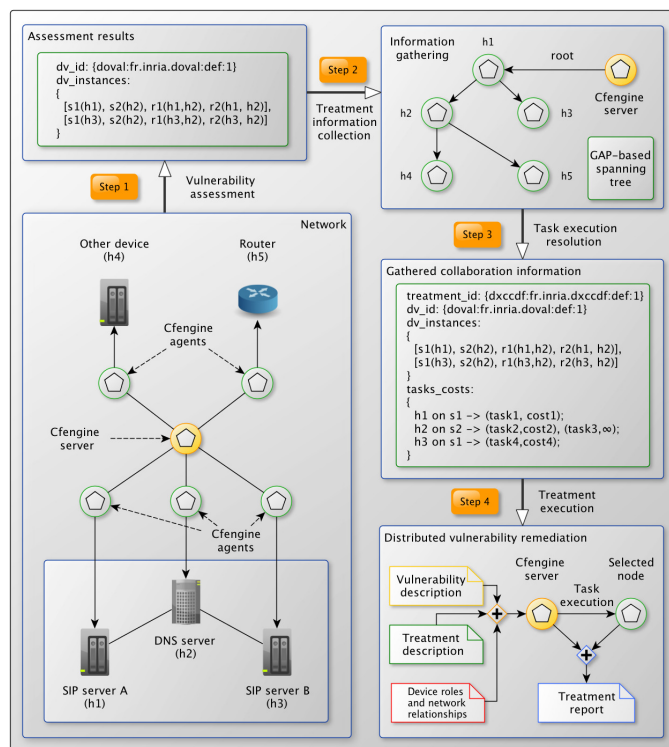 Assessment results
dv_id: {doval:fr.inria.doval:def:1}
dv_instances:
{
[s1(h1), s2(h2), r1(h1,h2), r2(h1, h2)],
[s1(h3), s2(h2), r1(h3,h2), r2(h3, h2)]
}
Step 1
Vulnerability
assessment
Step 2
Treatment
information
collection
Information
gathering
h1
root
Cfengine
server
h2
h3
h4
h5
GAP-based
spanning
tree
Step 3
Task execution
resolution
Network
Other device
(h4)
Router
(h5)
Cfengine
agents
Cfengine
server
Cfengine
agents
DNS server
(h2)
SIP server A
(h1)
SIP server B
(h3)
Gathered collaboration information
treatment_id: {dxccdf:fr.inria.dxccdf:def:1}
dv_id: {doval:fr.inria.doval:def:1}
dv_instances:
{
[s1(h1), s2(h2), r1(h1,h2), r2(h1, h2)],
[s1(h3), s2(h2), r1(h3,h2), r2(h3, h2)]
}
tasks_costs:
{
h1 on s1 -> (task1, cost1);
h2 on s2 -> (task2,cost2), (task3,∞);
h3 on s1 -> (task4,cost4);
}
Step 4
Treatment
execution
Distributed vulnerability remediation
Vulnerability
description
Treatment
description
Device roles
and network
relationships
Cfengine
server
Task
execution
Selected
node
Treatment
report